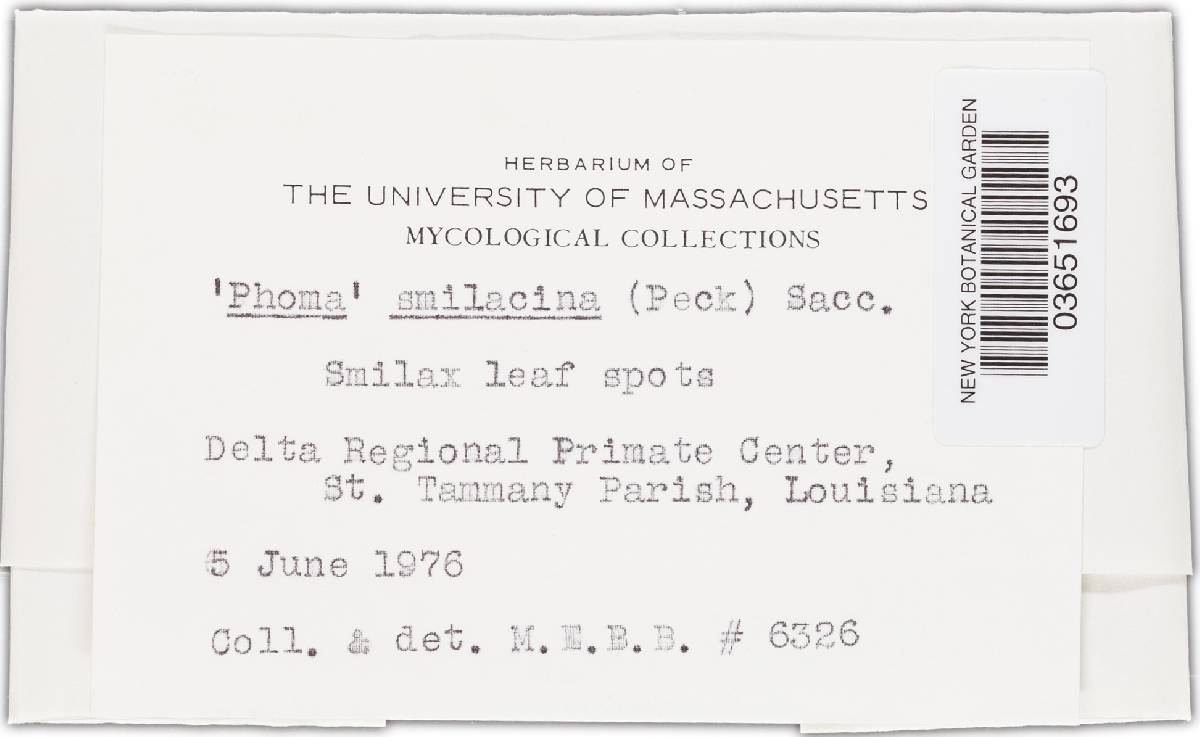 HERBARIUM OF
THE UNIVERSITY OF MASSACHUSETTS
MYCOLOGICAL COLLECTIONS
'Phoma' smilacina (Peck) Sacc.
Smilax leaf spots
Delta Regional Primate Center,
St. Tammany Parish, Louisiana
5 June 1976
Coll. & det. M.E.B.B. # 6326
NEW YORK BOTANICAL GARDEN
03651693